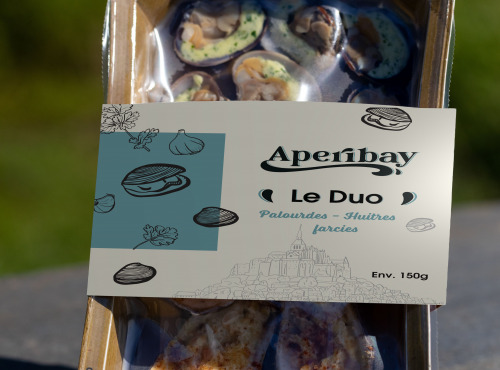 Aperibay
Le Duo
Palourdes - Huîtres
farcies
Env. 150g